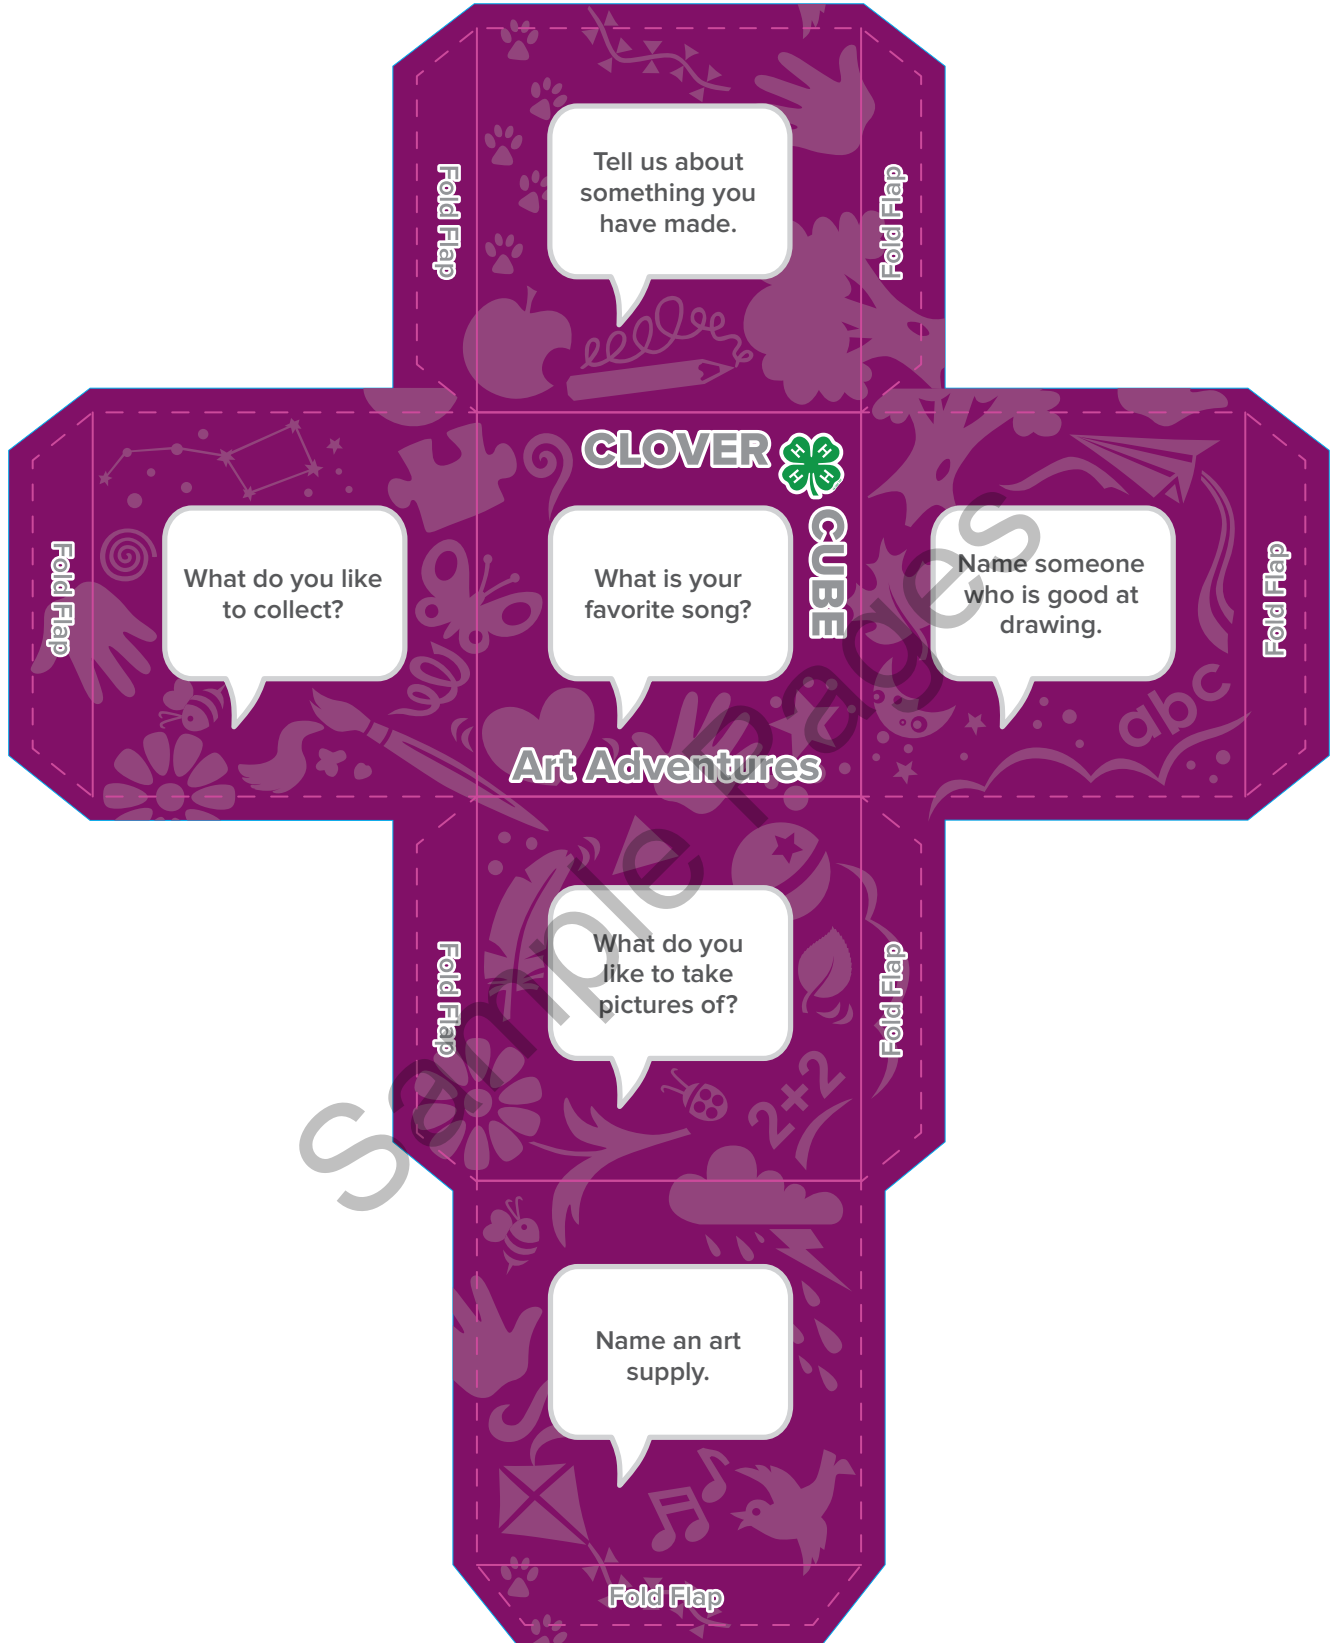 Tell us about
something you
have made.
Fold Flap
Fold Flap
CLOVER
H H H H
CUBE
Fold Flap
What do you like
to collect?
What is your
favorite song?
Name someone
who is good at
drawing.
Fold Flap
abc
Art Adventures
Fold Flap
What do you
like to take
pictures of?
Fold Flap
2+2
Sample Pages
Name an art
supply.
Fold Flap